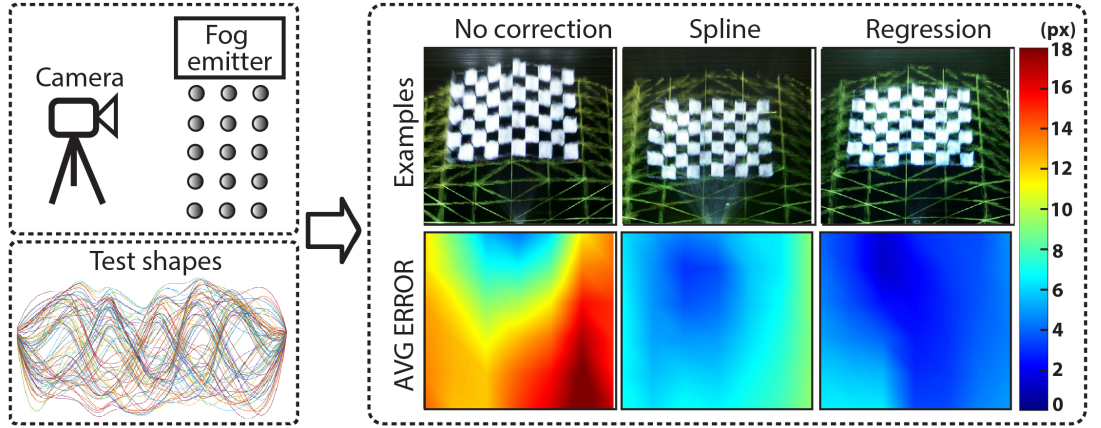 Camera
Fog
emitter
Test shapes
No correction
Spline
Regression
(px)
Examples
AVG ERROR
18
16
14
12
10
8
6
4
2
0